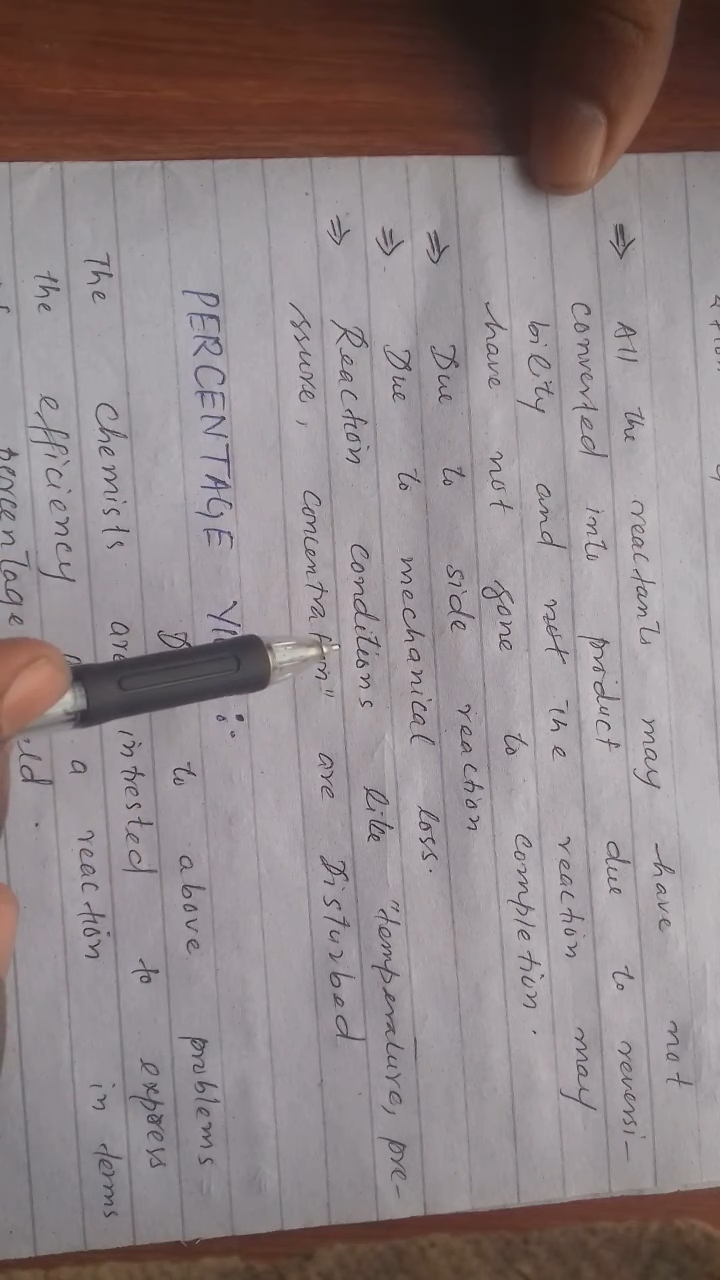 ⇒ All the reactants may have not
converted into product due to reversi-
bility and not the reaction may
have not gone to completion.
⇒ Due to side reaction
⇒ Due to mechanical loss.
⇒ Reaction conditions like "temperature, pre-
ssure, concentration" are Disturbed
PERCENTAGE :
to above problems
The chemists are intrested to express
the efficiency a reaction in terms
percentage